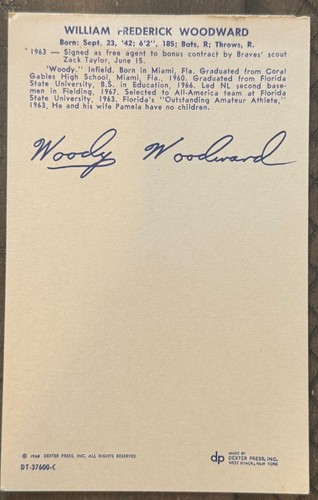 WILLIAM FREDERICK WOODWARD
Born: Sept. 23, '42; 6'2", 185; Bats, R; Throws, R.
1963 — Signed as free agent to bonus contract by Braves' scout
Zack Taylor, June 15.
'Woody." Infield. Born in Miami, Fla. Graduated from Coral
Gables High School, Miami, Fla., 1960. Graduated from Florida
State University, B.S. in Education, 1966. Led NL second base-
men in Fielding, 1967. Selected to All-America team at Florida
State University, 1963. Florida's "Outstanding Amateur Athlete,"
1963. He and his wife Pamela have no children.
Woody Woodward
© 1968 DEXTER PRESS, INC. ALL RIGHTS RESERVED
DT-37600-C
dp MADE BY
DEXTER PRESS, INC.
WEST NYACK, NEW YORK